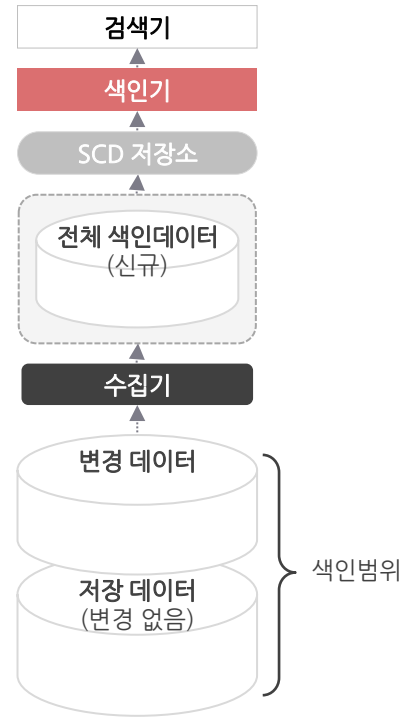 검색기
색인기
SCD 저장소
전체 색인데이터
(신규)
수집기
변경 데이터
색인범위
저장 데이터
(변경 없음)